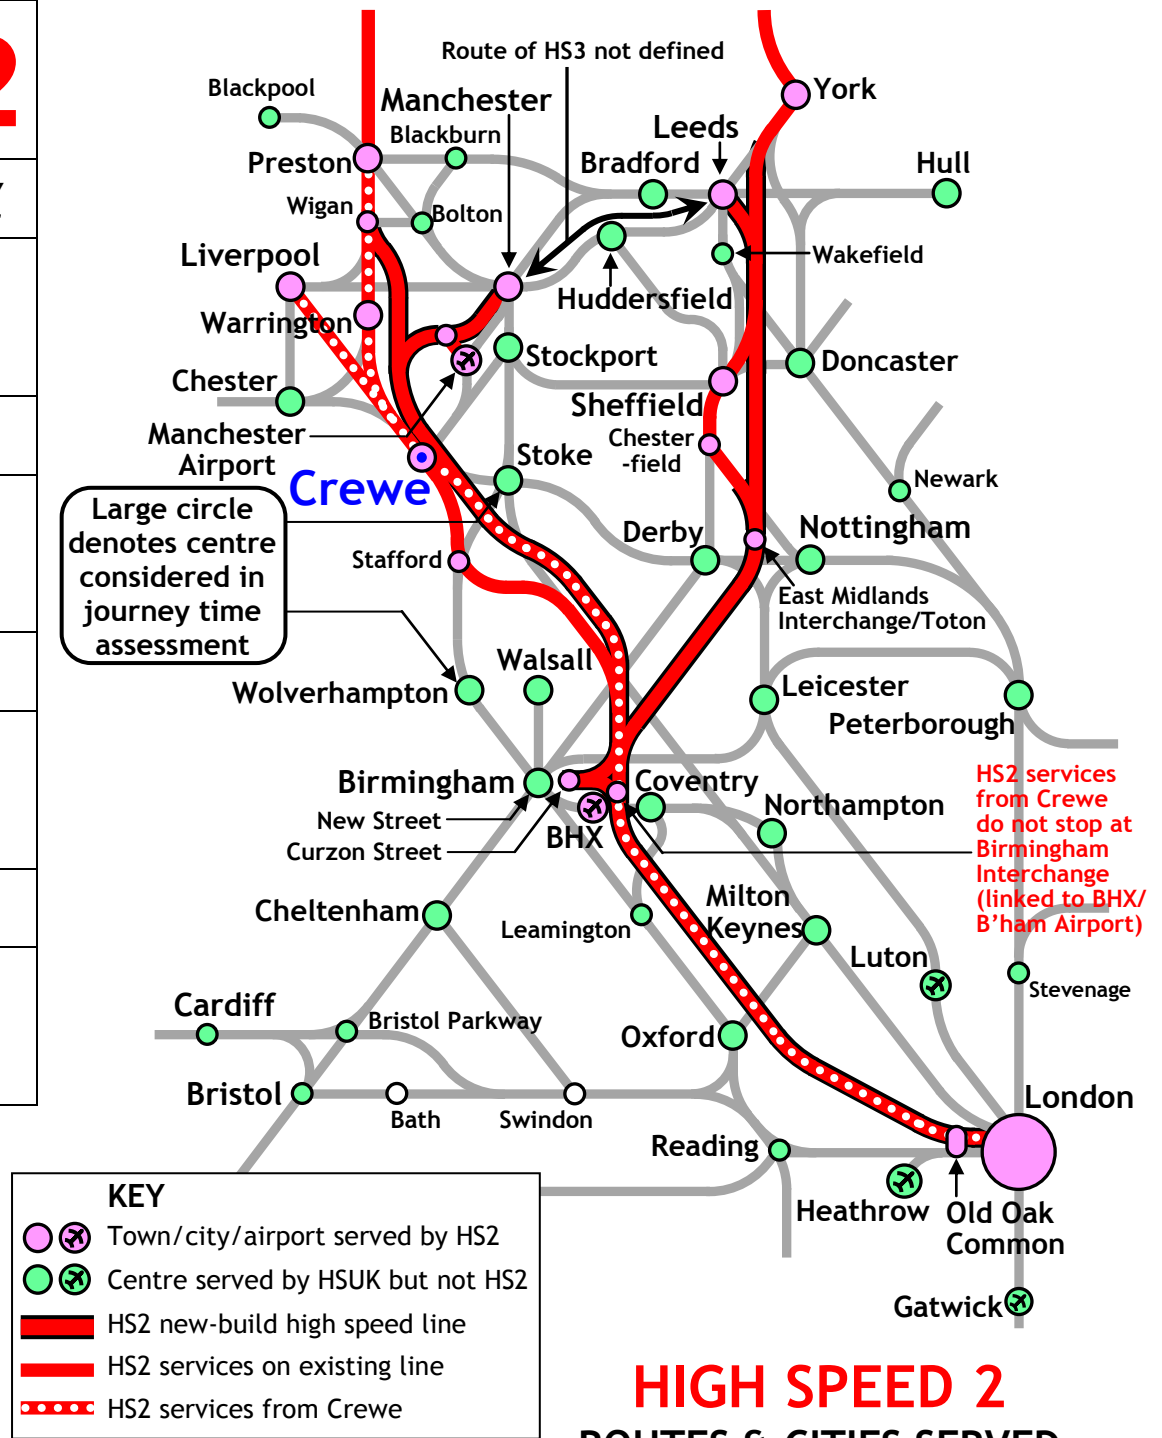 2
Route of HS3 not defined
Blackpool
Manchester
York
Blackburn
Leeds
Preston
Bradford
Hull
Wigan
Bolton
Liverpool
Wakefield
Huddersfield
Warrington
Stockport
Doncaster
Chester
Sheffield
Manchester
Airport
Chester
-field
Stoke
Crewe
Newark
Large circle
denotes centre
considered in
journey time
assessment
Derby
Nottingham
Stafford
East Midlands
Interchange/Toton
Walsall
Wolverhampton
Leicester
Peterborough
Birmingham
Coventry
HS2 services
from Crewe
do not stop at
Birmingham
Interchange
(linked to BHX/
B'ham Airport)
Northampton
New Street
BHX
Curzon Street
Milton
Keynes
Cheltenham
Leamington
Luton
Stevenage
Cardiff
Bristol Parkway
Oxford
Bristol
Bath
Swindon
London
Reading
Heathrow
Old Oak
Common
Gatwick
KEY
Town/city/airport served by HS2
Centre served by HSUK but not HS2
HS2 new-build high speed line
HS2 services on existing line
HS2 services from Crewe
HIGH SPEED 2
ROUTES & CITIES SERVED